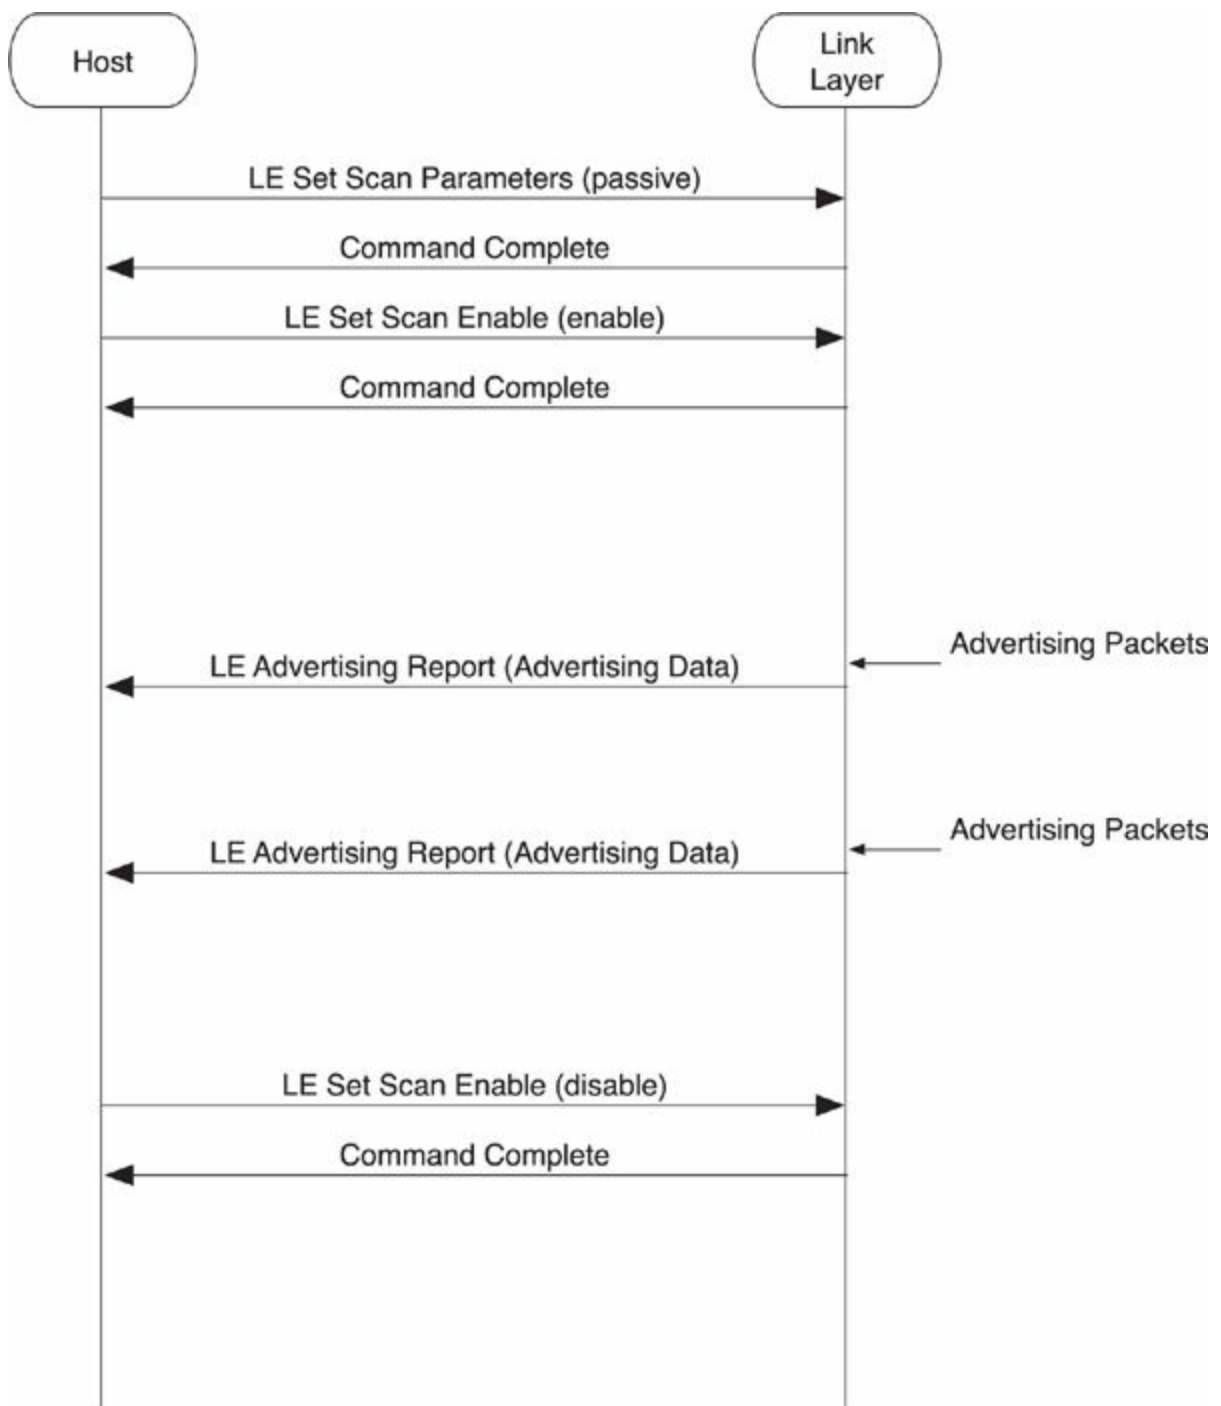 Host
Link
Layer
LE Set Scan Parameters (passive)
Command Complete
LE Set Scan Enable (enable)
Command Complete
Advertising Packets
LE Advertising Report (Advertising Data)
Advertising Packets
LE Advertising Report (Advertising Data)
LE Set Scan Enable (disable)
Command Complete